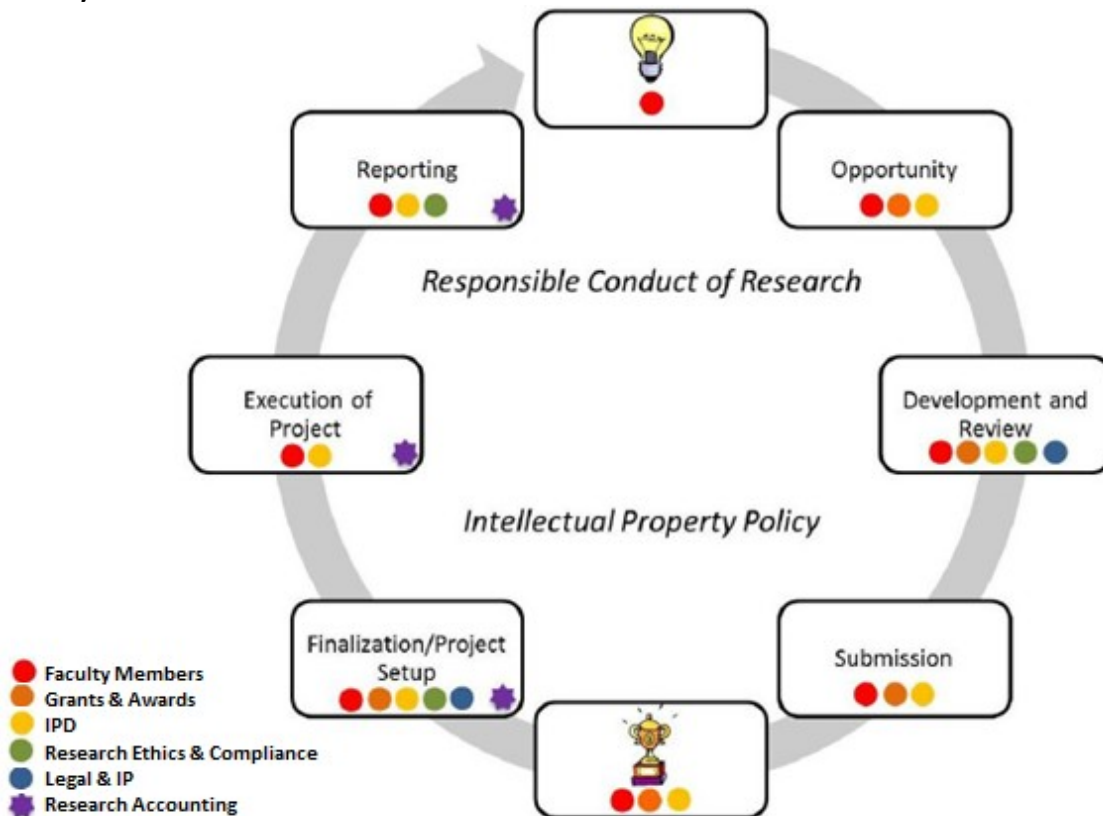 Reporting
Opportunity
Responsible Conduct of Research
Execution of
Project
Development and
Review
Intellectual Property Policy
Finalization/Project
Setup
Submission
Faculty Members
Grants & Awards
IPD
Research Ethics & Compliance
Legal & IP
Research Accounting